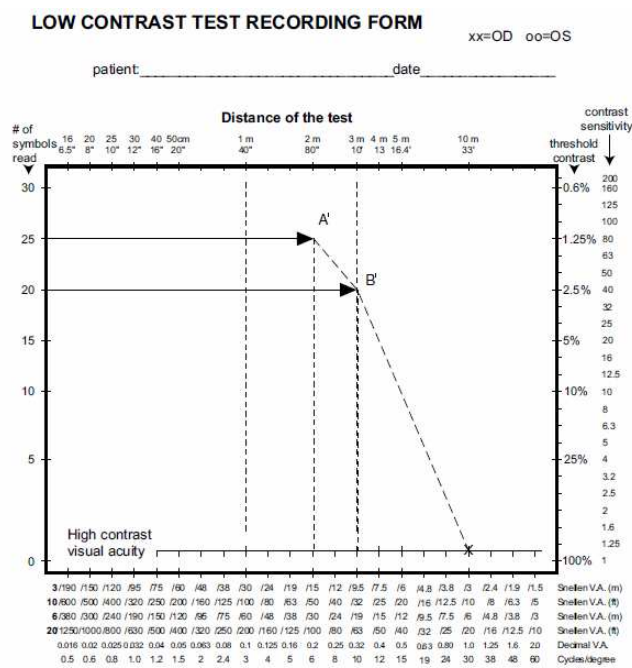 LOW CONTRAST TEST RECORDING FORM
xx=OD oo=OS
patient:________________ date________________
Distance of the test
contrast
sensitivity
# of
symbols
read
16 20 25 30 40 50cm 1 m 2 m 3 m 4 m 5 m 10 m
6.5" 8" 10" 12" 16" 20" 40" 80" 10' 13 16.4' 33'
threshold
contrast
30 0.6% 200
160
125
100
A'
25 1.25% 80
63
50
B'
20 2.5% 40
32
25
15 5% 20
16
12.5
10 10% 10
8
6.3
5
5 25% 4
3.2
2.5
2
1.6
High contrast
visual acuity
x
1.25
0 100% 1
3/190 /150 /120 /95 /75 /60 /48 /38 /30 /24 /19 /15 /12 /9.5 /7.5 /6 /4.8 /3.8 /3 /2.4 /1.9 /1.5 Snellen V.A. (m)
10/600 /500 /400 /320 /250 /200 /160 /125 /100 /80 /63 /50 /40 /32 /25 /20 /16 /12.5 /10 /8 /6.3 /5 Snellen V.A. (ft)
6/380 /300 /240 /190 /150 /120 /95 /75 /60 /48 /38 /30 /24 /19 /15 /12 /9.5 /7.5 /6 /4.8 /3.8 /3 Snellen V.A. (m)
20/1250 /1000 /800 /630 /500 /400 /320 /250 /200 /160 /125 /100 /80 /63 /50 /40 /32 /25 /20 /16 /12.5 /10 Snellen V.A. (ft)
0.016 0.02 0.025 0.032 0.04 0.05 0.063 0.08 0.1 0.125 0.16 0.2 0.25 0.32 0.4 0.5 0.63 0.80 1.0 1.25 1.6 20 Decimal V.A.
0.5 0.6 0.8 1.0 1.2 1.5 2 2.4 3 4 5 6 8 10 12 15 19 24 30 38 48 60 Cycles/degree